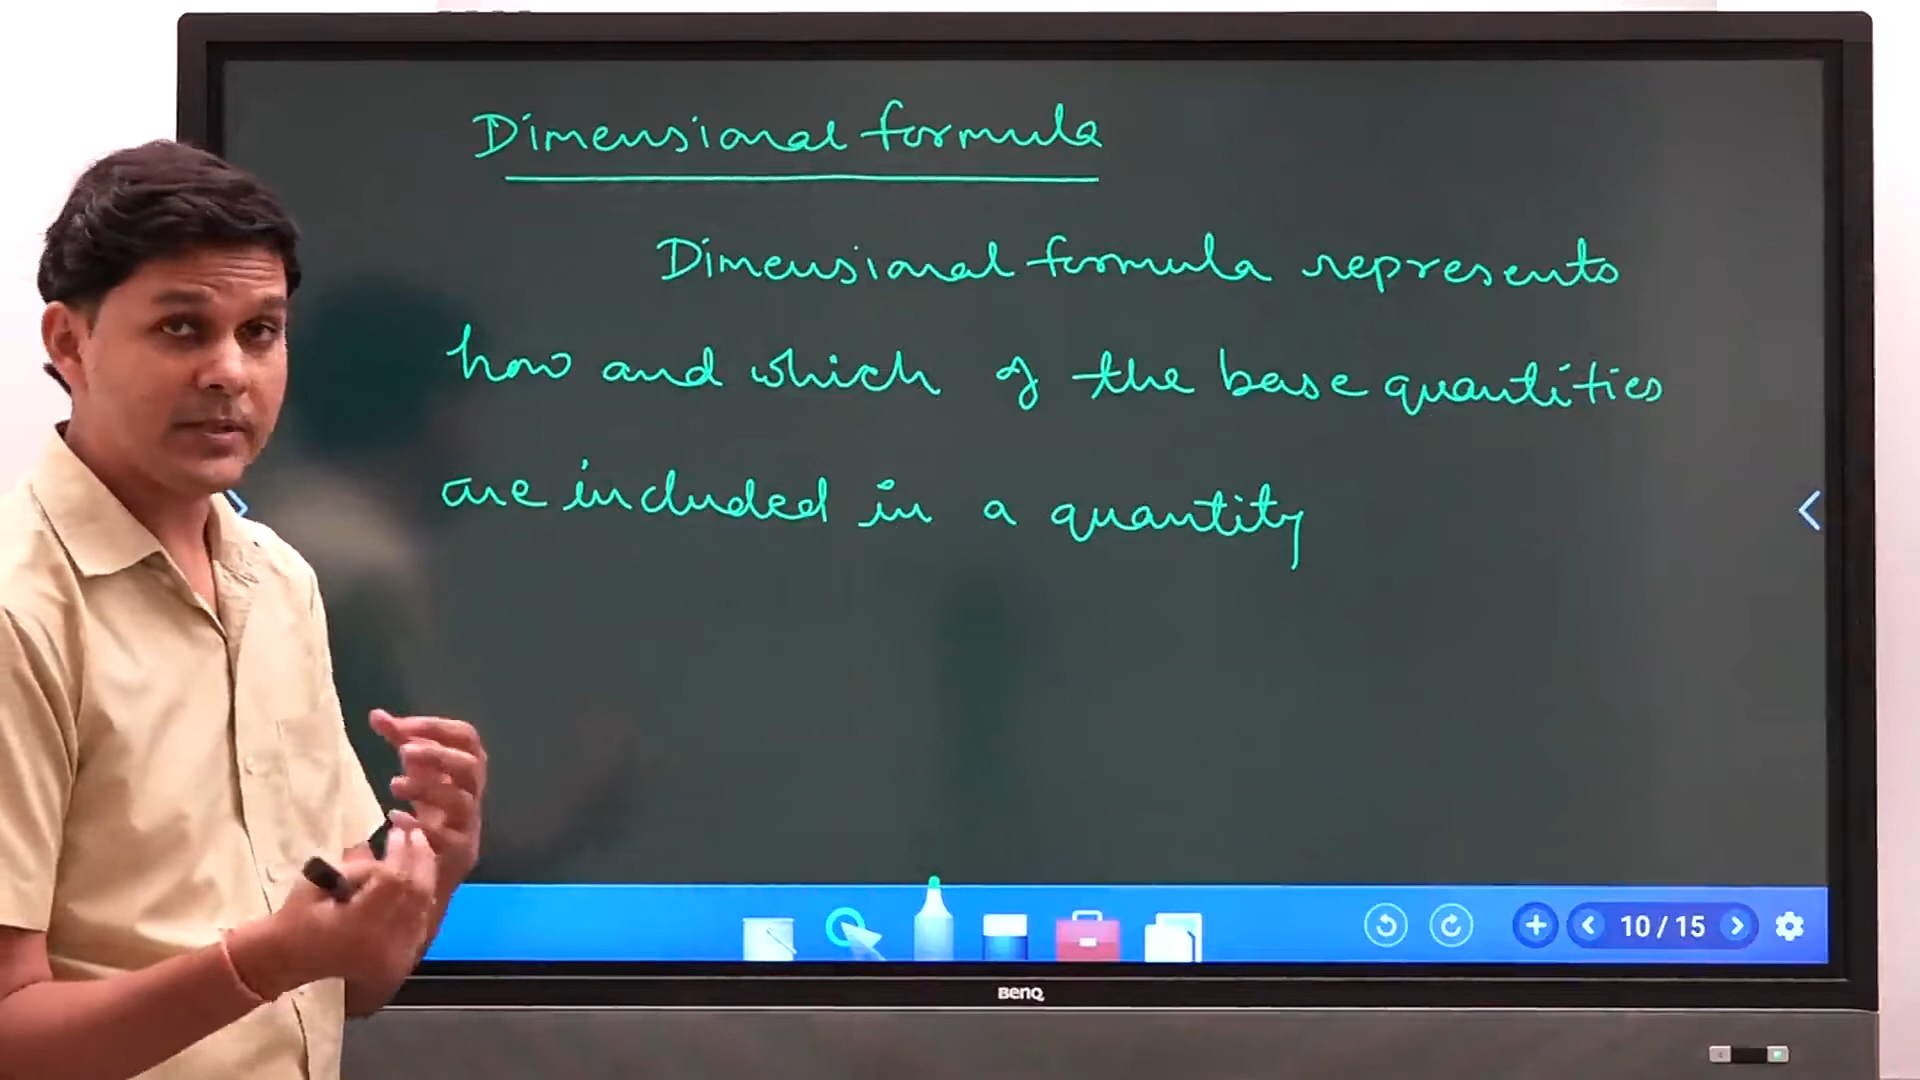 Dimensional formula
Dimensional formula represents
how and which of the base quantities
are included in a quantity
10/15
BenQ